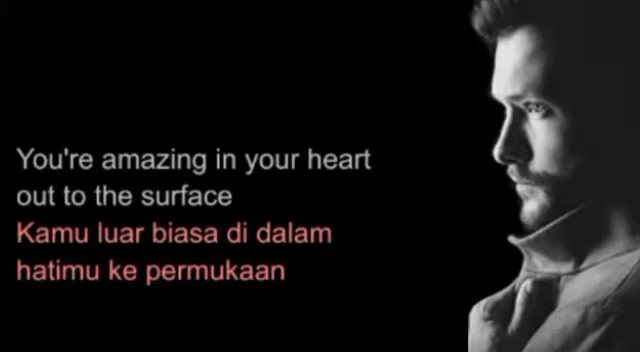 You're amazing in your heart
out to the surface
Kamu luar biasa di dalam
hatimu ke permukaan